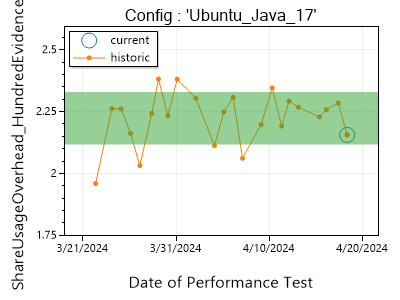 Config : 'Ubuntu_Java_17'
ShareUsageOverhead_HundredEvidence
current
historic
2.5
2.25
2
1.75
3/21/2024
3/31/2024
4/10/2024
4/20/2024
Date of Performance Test